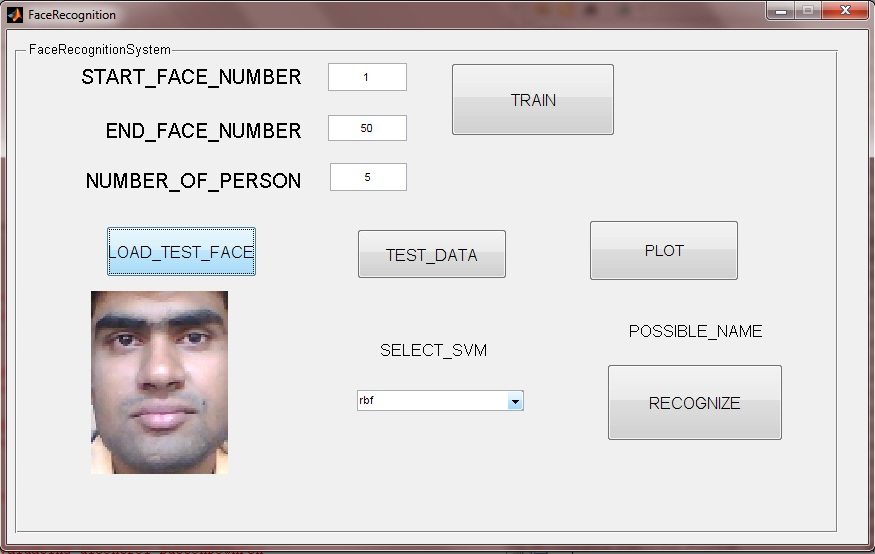 FaceRecognition
FaceRecognitionSystem
START_FACE_NUMBER 1
TRAIN
END_FACE_NUMBER 50
NUMBER_OF_PERSON 5
LOAD_TEST_FACE
TEST_DATA
PLOT
POSSIBLE_NAME
SELECT_SVM
rbf
RECOGNIZE